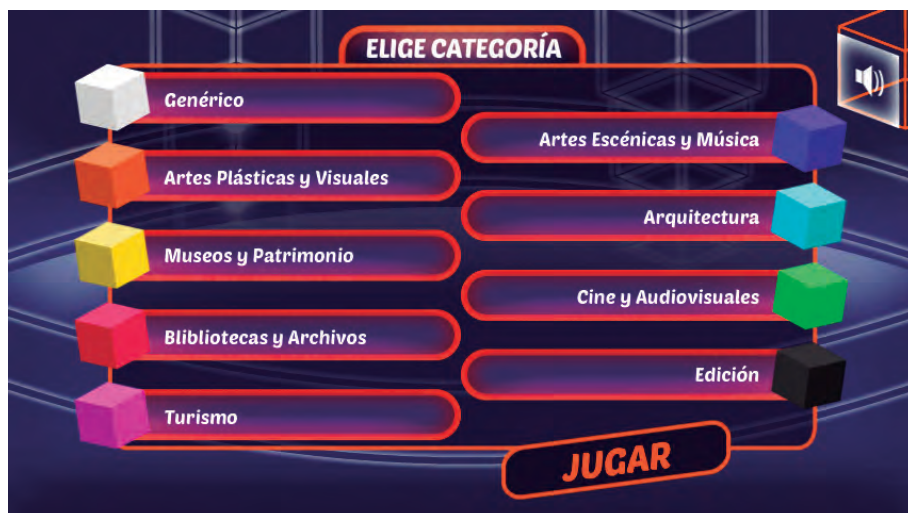 ELIGE CATEGORÍA
Genérico
Artes Escénicas y Música
Artes Plásticas y Visuales
Arquitectura
Museos y Patrimonio
Cine y Audiovisuales
Blibliotecas y Archivos
Edición
Turismo
JUGAR